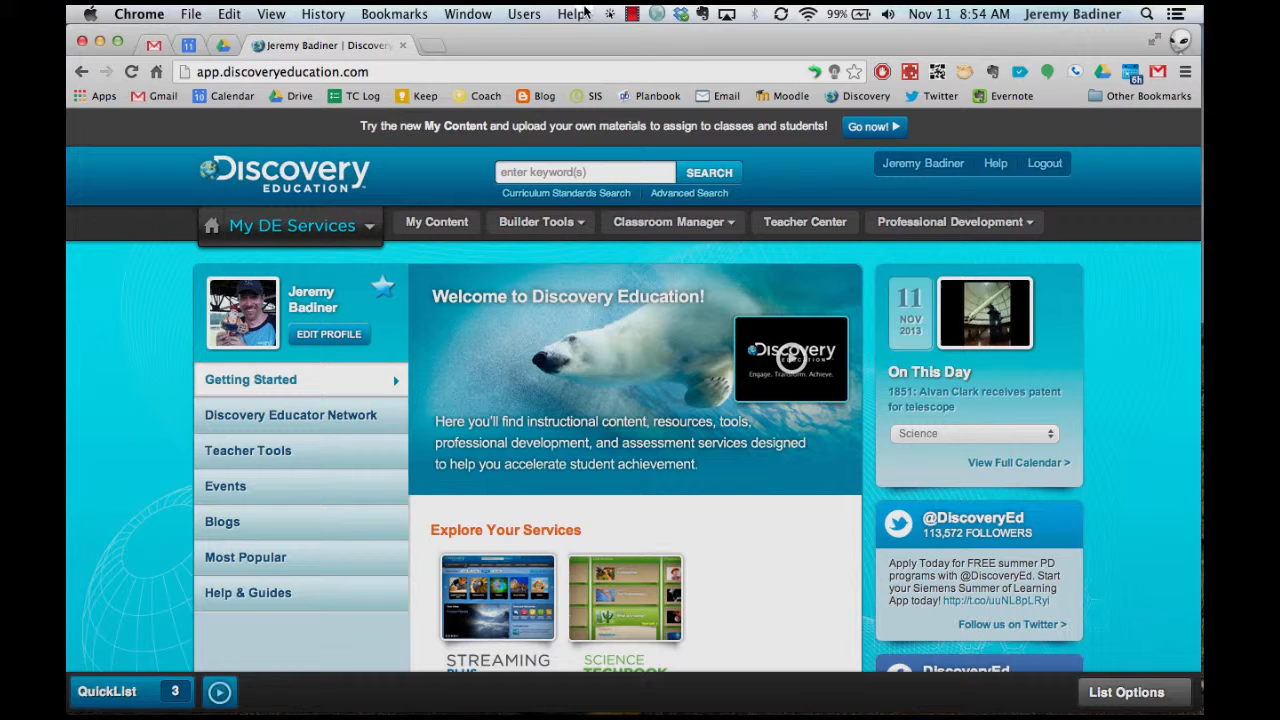 Chrome File Edit View History Bookmarks Window Users Help 99% Nov 11 8:54 AM Jeremy Badiner
Jeremy Badiner | Discovery
app.discoveryeducation.com
Apps Gmail Calendar Drive TC Log Keep Coach Blog SIS Planbook Email Moodle Discovery Twitter Evernote Other Bookmarks
Try the new My Content and upload your own materials to assign to classes and students! Go now!
Discovery
EDUCATION
enter keyword(s) SEARCH
Curriculum Standards Search Advanced Search
Jeremy Badiner Help Logout
My DE Services My Content Builder Tools Classroom Manager Teacher Center Professional Development
Jeremy
Badiner
EDIT PROFILE
Getting Started
Discovery Educator Network
Teacher Tools
Events
Blogs
Most Popular
Help & Guides
Welcome to Discovery Education!
Discovery
EDUCATION
Engage. Transform. Achieve.
Here you'll find instructional content, resources, tools,
professional development, and assessment services designed
to help you accelerate student achievement.
Explore Your Services
STREAMING
PLUS
SCIENCE
TECHBOOK
11
NOV
2013
On This Day
1851: Alvan Clark receives patent
for telescope
Science
View Full Calendar >
@DiscoveryEd
113,572 FOLLOWERS
Apply Today for FREE summer PD
programs with @DiscoveryEd. Start
your Siemens Summer of Learning
App today! http://t.co/uuNL8pLRyi
Follow us on Twitter >
DiscoveryEd
QuickList 3
List Options